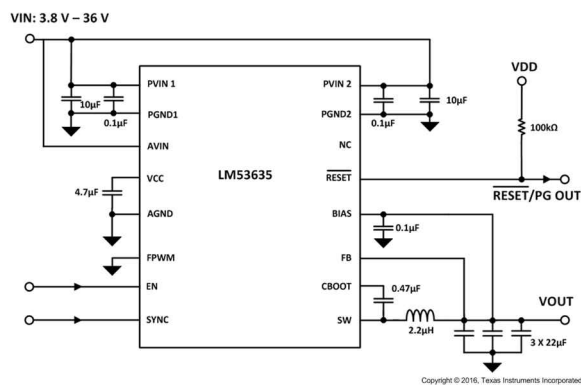 VIN: 3.8 V – 36 V
VDD
PVIN 1
PVIN 2
10µF
0.1µF
PGND1
PGND2
0.1µF
10µF
100kΩ
AVIN
NC
VCC
LM53635
RESET
4.7µF
RESET/PG OUT
AGND
BIAS
0.1µF
FPWM
FB
EN
CBOOT
0.47µF
VOUT
SYNC
SW
2.2µH
3 X 22µF
Copyright © 2016, Texas Instruments Incorporated